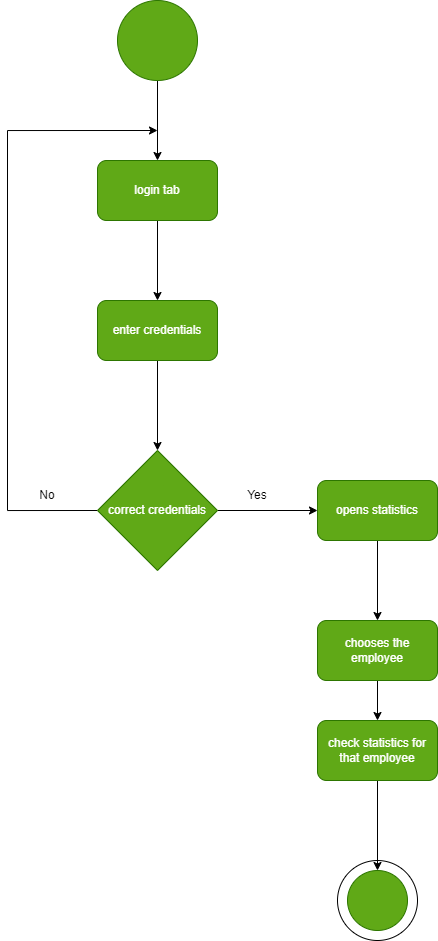 login tab
enter credentials
No
correct credentials
Yes
opens statistics
chooses the
employee
check statistics for
that employee